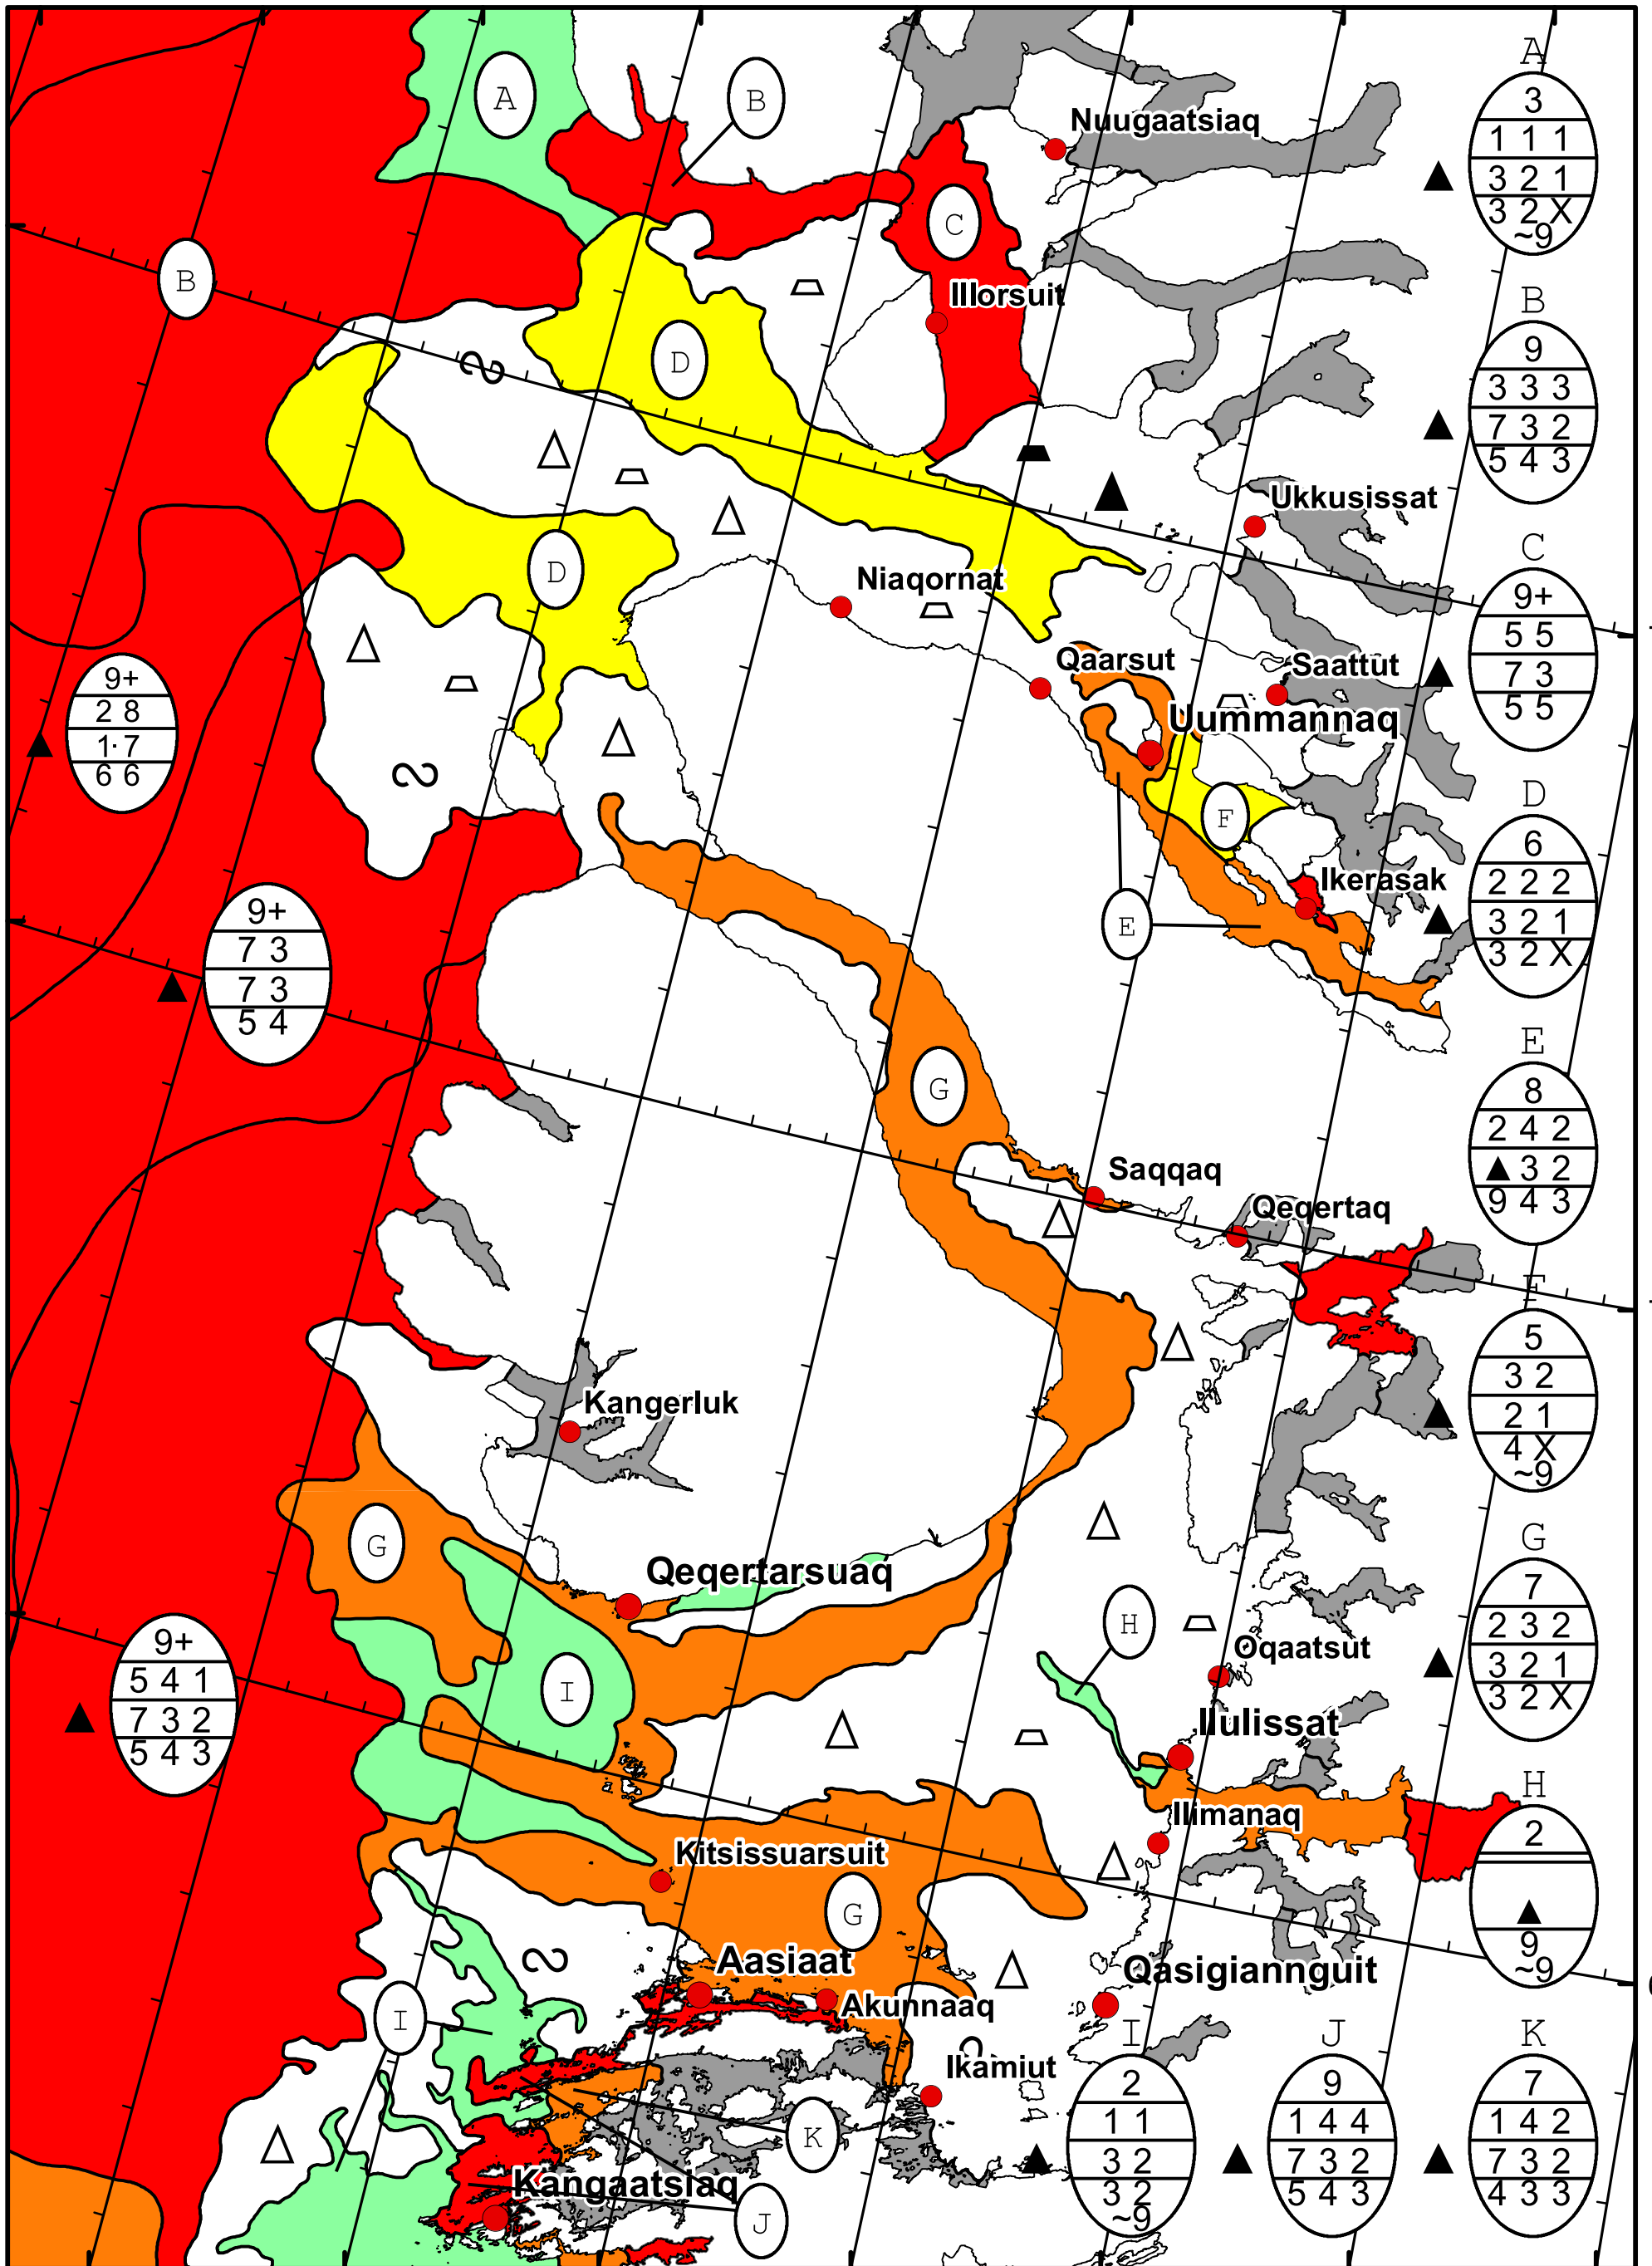 A
3
1 1 1
3 2 1
3 2 X
~9
A
B
Nuugaatsiaq
C
B
Illorsuit
B
9
3 3 3
7 3 2
5 4 3
D
Ukkusissat
D
Niaqornat
C
9+
5 5
7 3
5 5
Qaarsut
Saattut
Uummannaq
9+
2 8
1· 7
6 6
F
D
6
2 2 2
3 2 1
3 2 X
Ikerasak
E
9+
7 3
7 3
5 4
G
E
8
2 4 2
▲ 3 2
9 4 3
Saqqaq
Qeqertaq
F
5
3 2
2 1
4 X
~9
Kangerluk
G
Qeqertarsuaq
G
7
2 3 2
3 2 1
3 2 X
H
Oqaatsut
I
9+
5 4 1
7 3 2
5 4 3
Ilulissat
Ilimanaq
H
2
9
~9
Kitsissuarsuit
G
Aasiaat
Qasigiannguit
Akunnaaq
I
Ikamiut
I
2
1 1
3 2
3 2
~9
J
9
1 4 4
7 3 2
5 4 3
K
7
1 4 2
7 3 2
4 3 3
K
Kangaatsiaq
J